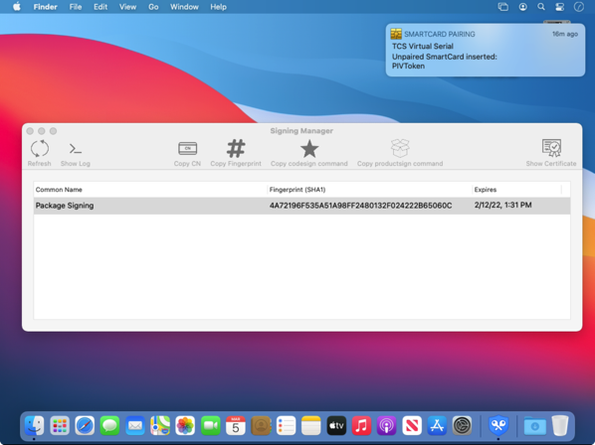 Finder File Edit View Go Window Help
SMARTCARD PAIRING 16m ago
TCS Virtual Serial
Unpaired SmartCard inserted:
PIVToken
Signing Manager
Refresh Show Log Copy CN Copy Fingerprint Copy codesign command Copy productsign command Show Certificate
Common Name Fingerprint (SHA1) Expires
Package Signing 4A72196F535A51A98FF2480132F024222B65060C 2/12/22, 1:31 PM
tv
5